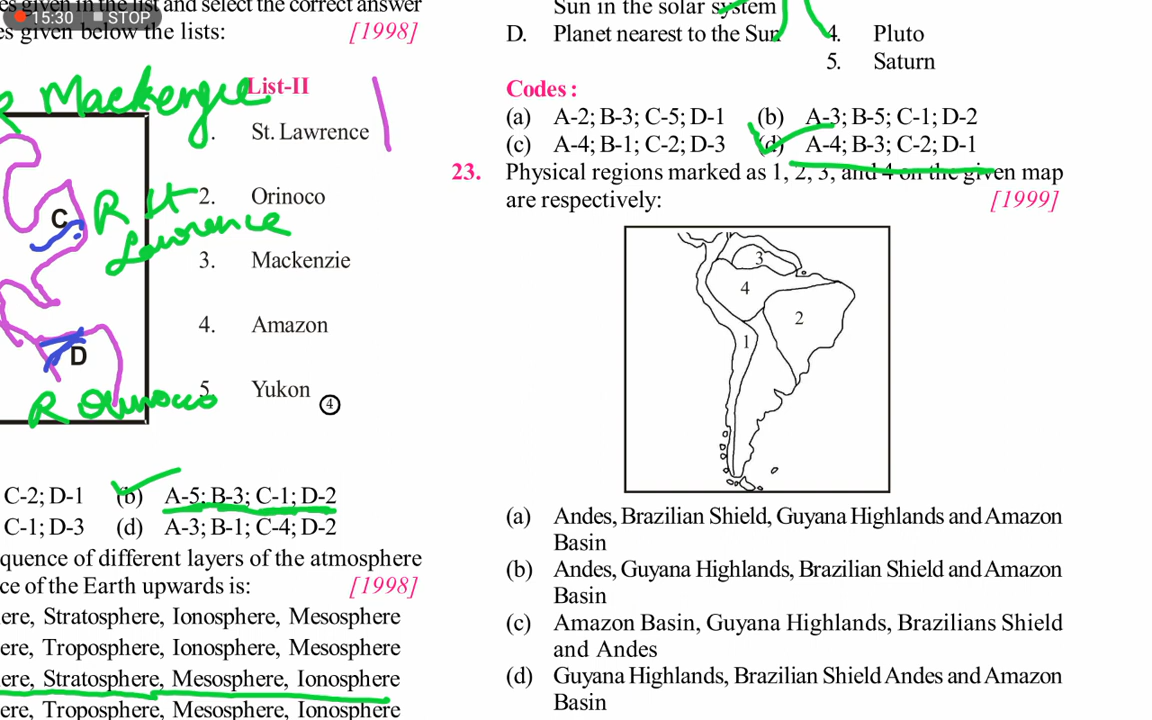 es given in the list and select the correct answer
15:30 STOP
es given below the lists: [1998]
Mackenzie
List-II
1. St. Lawrence
C
R St
Lawrence
2. Orinoco
3. Mackenzie
4. Amazon
D
R Orinoco
5. Yukon 4
C-2; D-1 (b) A-5; B-3; C-1; D-2
C-1; D-3 (d) A-3; B-1; C-4; D-2
quence of different layers of the atmosphere
ce of the Earth upwards is: [1998]
ere, Stratosphere, Ionosphere, Mesosphere
ere, Troposphere, Ionosphere, Mesosphere
ere, Stratosphere, Mesosphere, Ionosphere
ere, Troposphere, Mesosphere, Ionosphere
Sun in the solar system
D. Planet nearest to the Sun 4. Pluto
5. Saturn
Codes :
(a) A-2; B-3; C-5; D-1 (b) A-3; B-5; C-1; D-2
(c) A-4; B-1; C-2; D-3 (d) A-4; B-3; C-2; D-1
23. Physical regions marked as 1, 2, 3, and 4 on the given map
are respectively: [1999]
3
4
2
1
(a) Andes, Brazilian Shield, Guyana Highlands and Amazon
Basin
(b) Andes, Guyana Highlands, Brazilian Shield and Amazon
Basin
(c) Amazon Basin, Guyana Highlands, Brazilians Shield
and Andes
(d) Guyana Highlands, Brazilian Shield Andes and Amazon
Basin